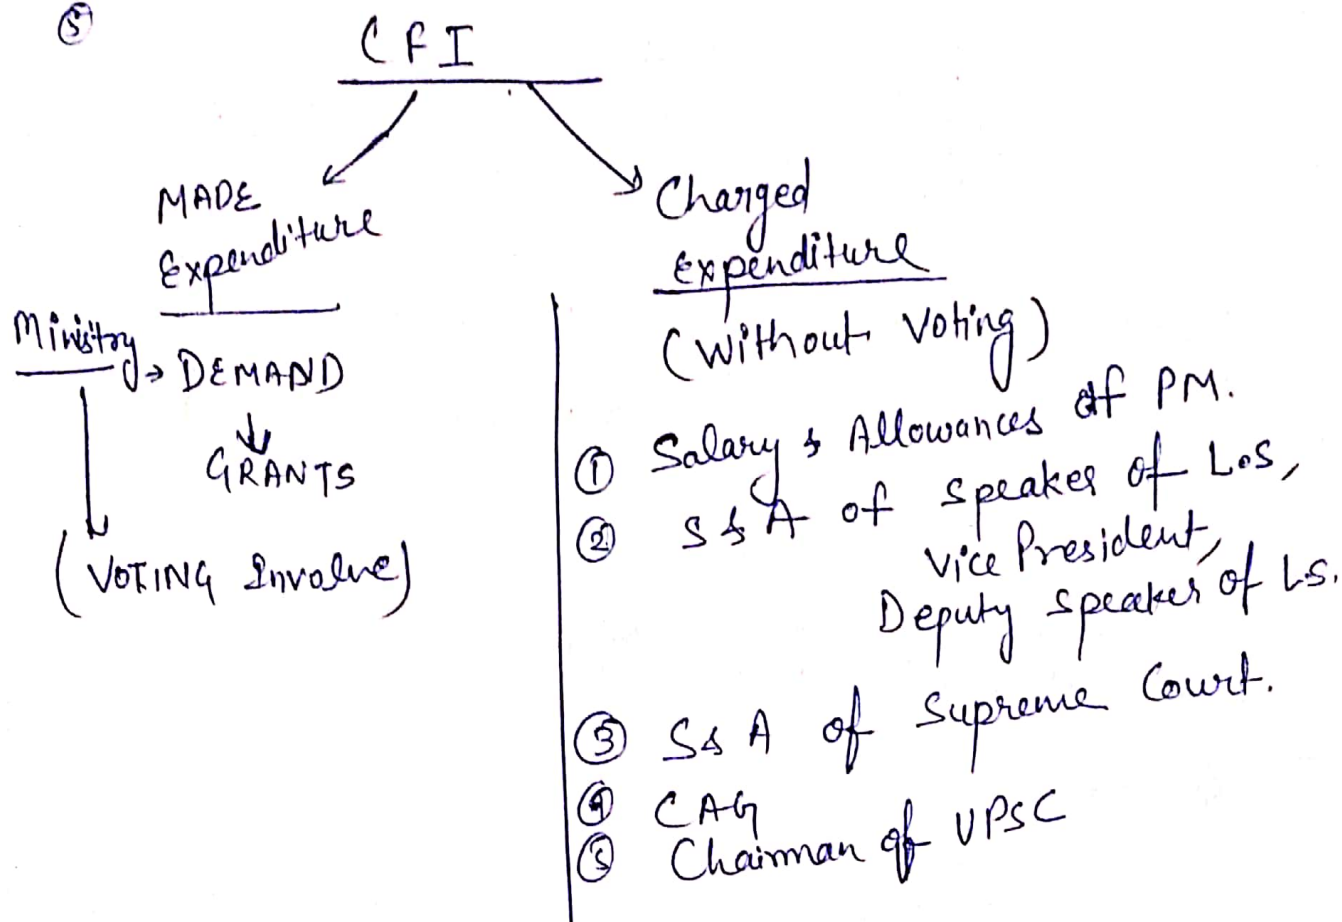 5
CFI
MADE
Expenditure
Ministry → DEMAND
GRANTS
(VOTING Involve)
Charged
Expenditure
(Without Voting)
① Salary & Allowances of PM.
② S & A of Speaker of LoS,
Vice President,
Deputy Speaker of L.S.
③ S & A of Supreme Court.
④ CAG
⑤ Chairman of UPSC